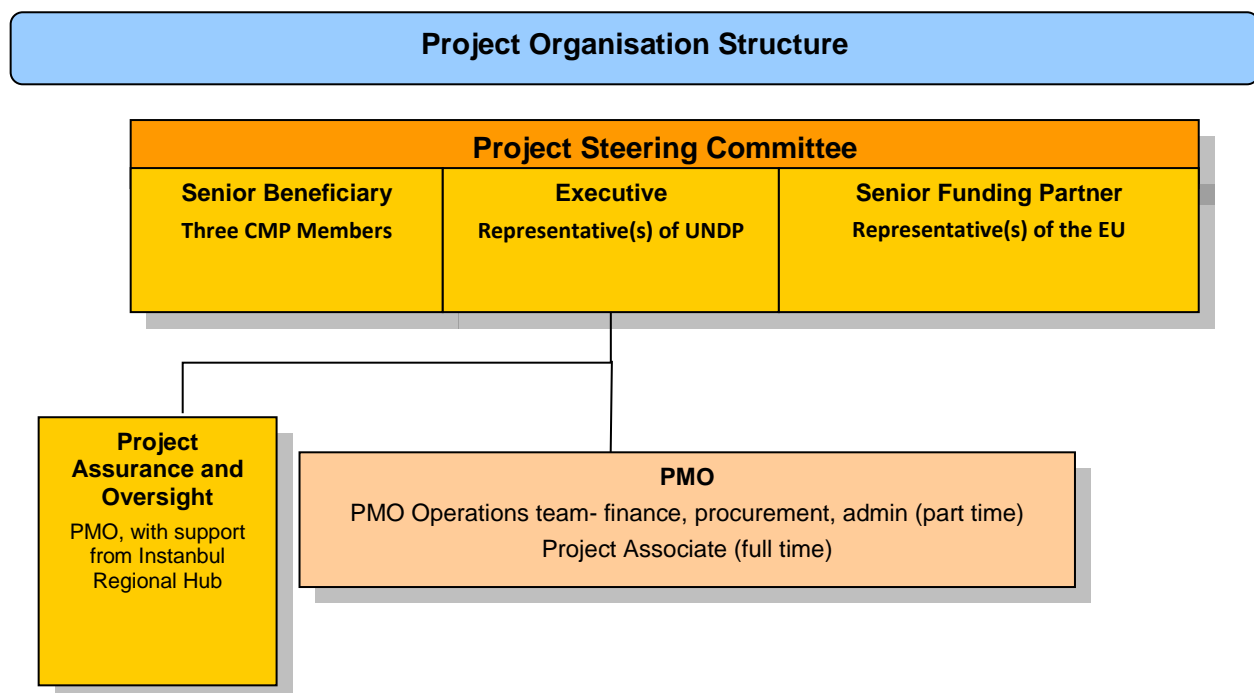 Project Organisation Structure
Project Steering Committee
Senior Beneficiary
Three CMP Members
Executive
Representative(s) of UNDP
Senior Funding Partner
Representative(s) of the EU
Project
Assurance and
Oversight
PMO, with support
from Instanbul
Regional Hub
PMO
PMO Operations team- finance, procurement, admin (part time)
Project Associate (full time)